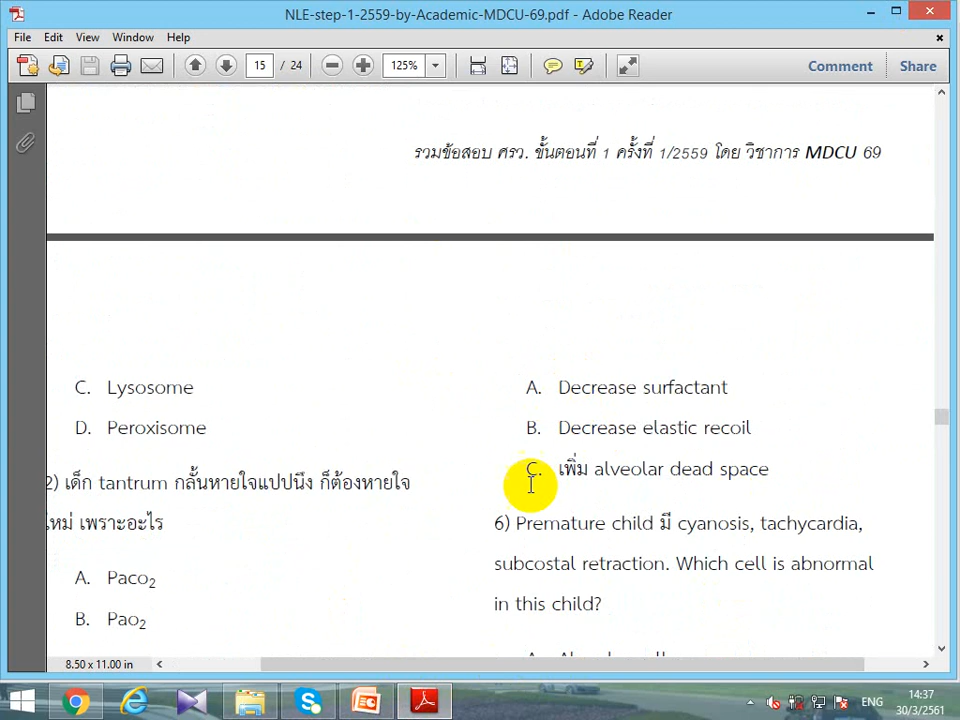 NLE-step-1-2559-by-Academic-MDCU-69.pdf - Adobe Reader
File Edit View Window Help
15 / 24 125% Comment Share
รวมข้อสอบ ศรว. ขั้นตอนที่ 1 ครั้งที่ 1/2559 โดย วิชาการ MDCU 69
C. Lysosome
D. Peroxisome
2) เด็ก tantrum กลั้นหายใจแปปนึง ก็ต้องหายใจ
ใหม่ เพราะอะไร
A. Paco2
B. Pao2
A. Decrease surfactant
B. Decrease elastic recoil
C. เพิ่ม alveolar dead space
6) Premature child มี cyanosis, tachycardia,
subcostal retraction. Which cell is abnormal
in this child?
8.50 x 11.00 in
ENG
14:37
30/3/2561